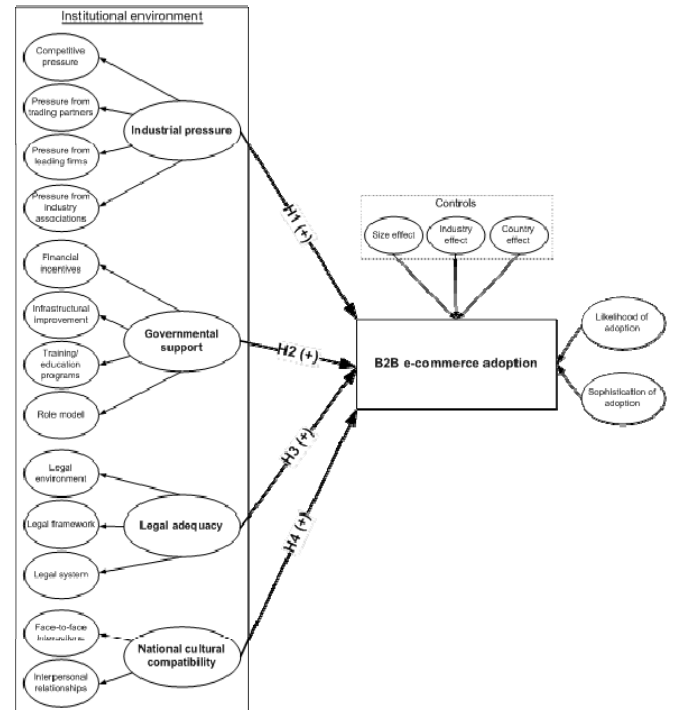 Institutional environment
Competitive
pressure
Pressure from
trading partners
Pressure from
leading firms
Pressure from
industry
associations
Industrial pressure
H1 (+)
Controls
Size effect
Industry
effect
Country
effect
Financial
incentives
Infrastructural
improvement
Training/
education
programs
Role model
Governmental
support
H2 (+)
B2B e-commerce adoption
Likelihood of
adoption
Sophistication of
adoption
H3 (+)
Legal
environment
Legal framework
Legal system
Legal adequacy
H4 (+)
Face-to-face
interactions
Interpersonal
relationships
National cultural
compatibility